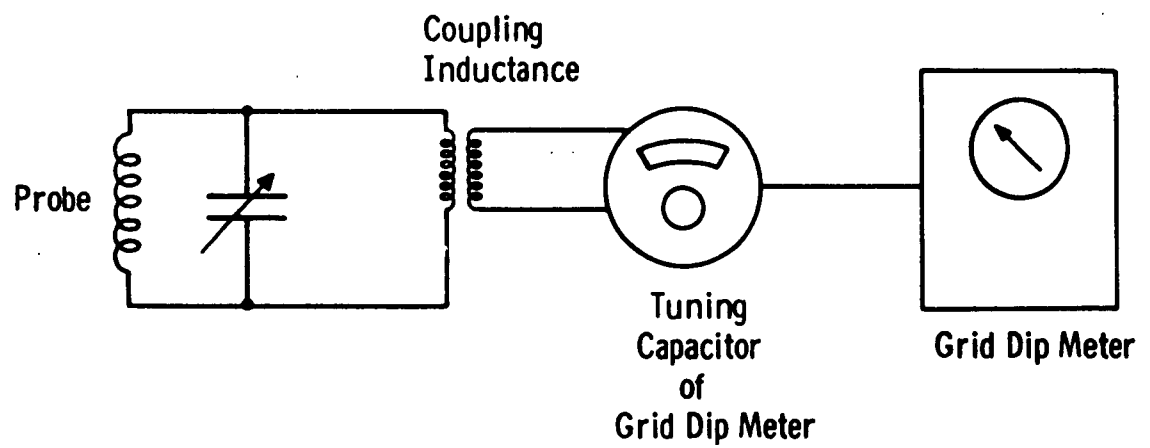 Coupling
Inductance
Probe
Tuning
Capacitor
of
Grid Dip Meter
Grid Dip Meter